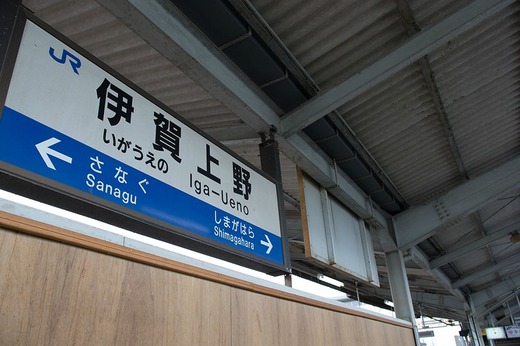 JR
伊賀上野
いがうえの Iga-Ueno
← さなぐ
Sanagu
しまがはら
Shimagahara →